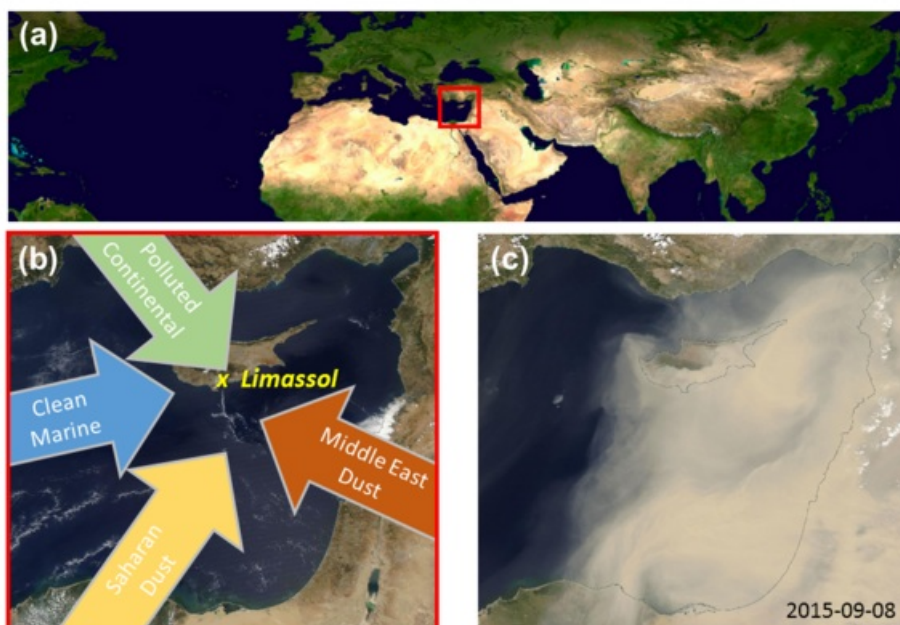 (a)
(b)
Polluted
Continental
x Limassol
Clean
Marine
Middle East
Dust
Saharan
Dust
(c)
2015-09-08